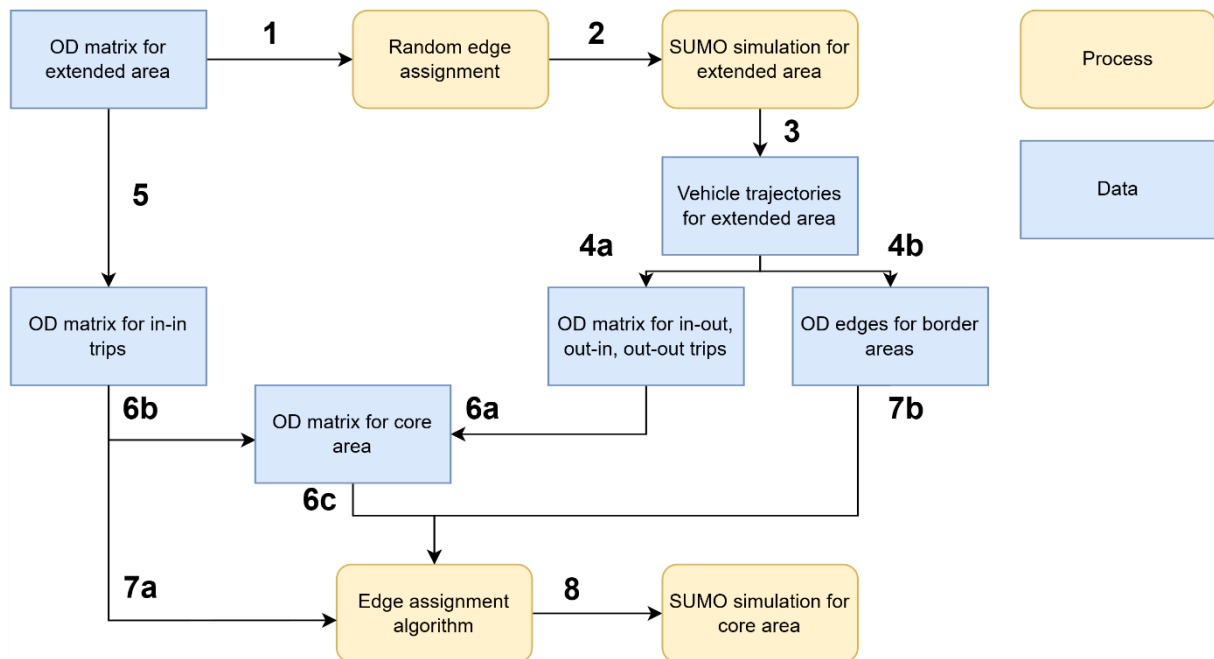 OD matrix for
extended area
1
Random edge
assignment
2
SUMO simulation for
extended area
Process
3
5
Vehicle trajectories
for extended area
Data
4a
4b
OD matrix for in-in
trips
OD matrix for in-out,
out-in, out-out trips
OD edges for border
areas
6b
OD matrix for core
area
6a
7b
6c
7a
Edge assignment
algorithm
8
SUMO simulation for
core area